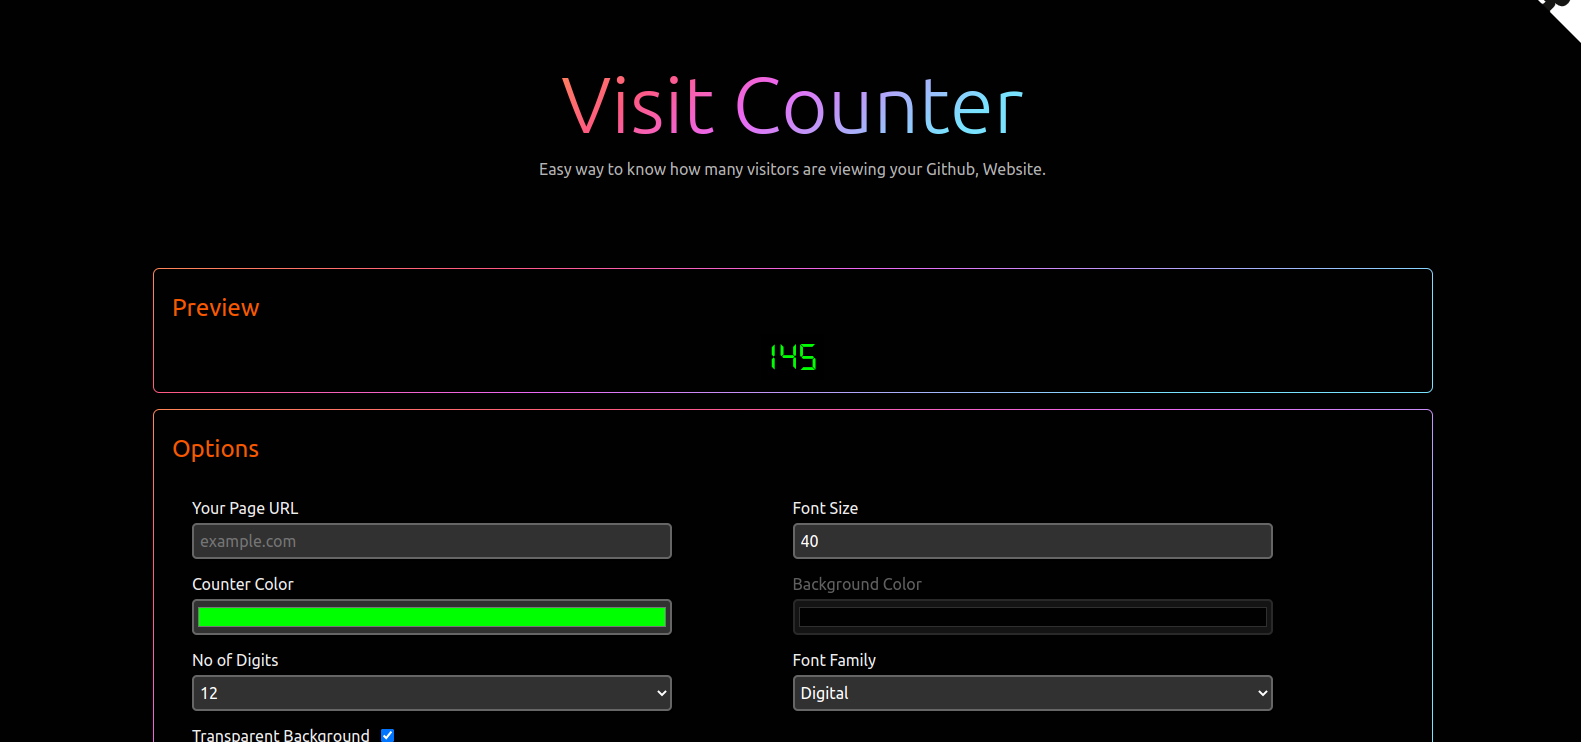 Visit Counter
Easy way to know how many visitors are viewing your Github, Website.
Preview
145
Options
Your Page URL
Font Size
example.com
40
Counter Color
Background Color
No of Digits
Font Family
12
Digital
Transparent Background